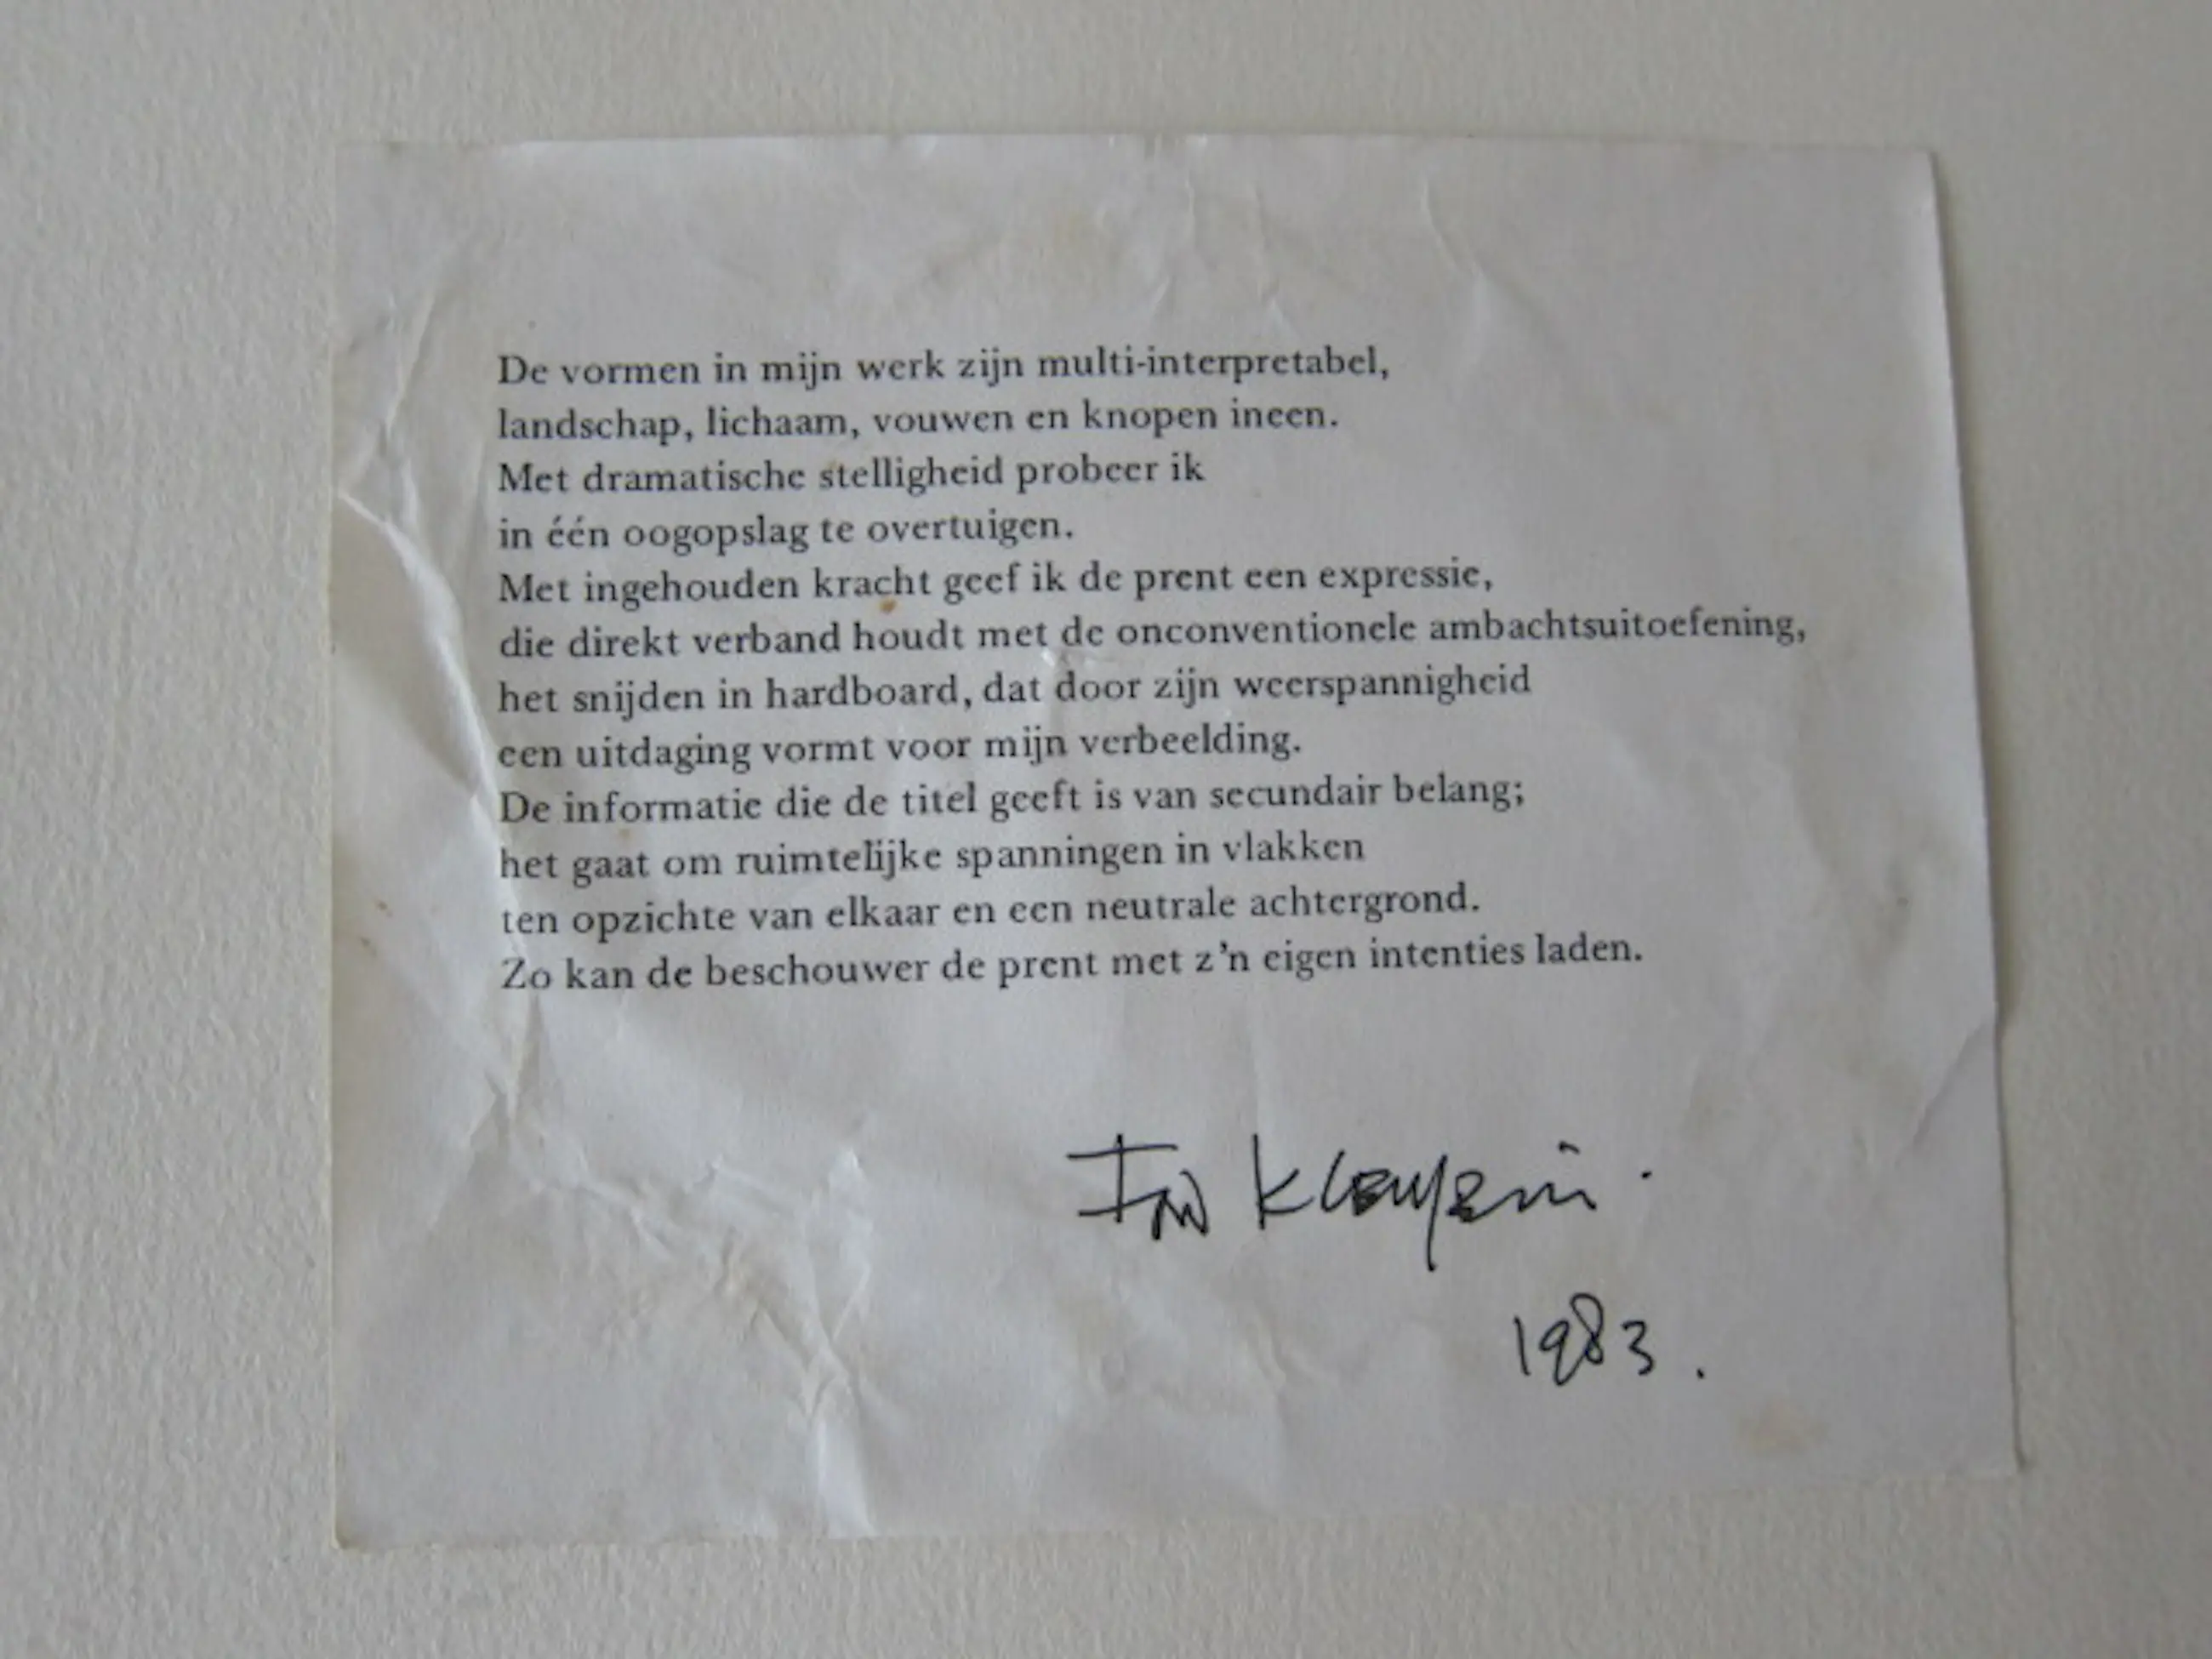 De vormen in mijn werk zijn multi-interpretabel,
landschap, lichaam, vouwen en knopen ineen.
Met dramatische stelligheid probeer ik
in één oogopslag te overtuigen.
Met ingehouden kracht geef ik de prent een expressie,
die direkt verband houdt met de onconventionele ambachtsuitoefening,
het snijden in hardboard, dat door zijn weerspannigheid
een uitdaging vormt voor mijn verbeelding.
De informatie die de titel geeft is van secundair belang;
het gaat om ruimtelijke spanningen in vlakken
ten opzichte van elkaar en een neutrale achtergrond.
Zo kan de beschouwer de prent met z'n eigen intenties laden.
1983.